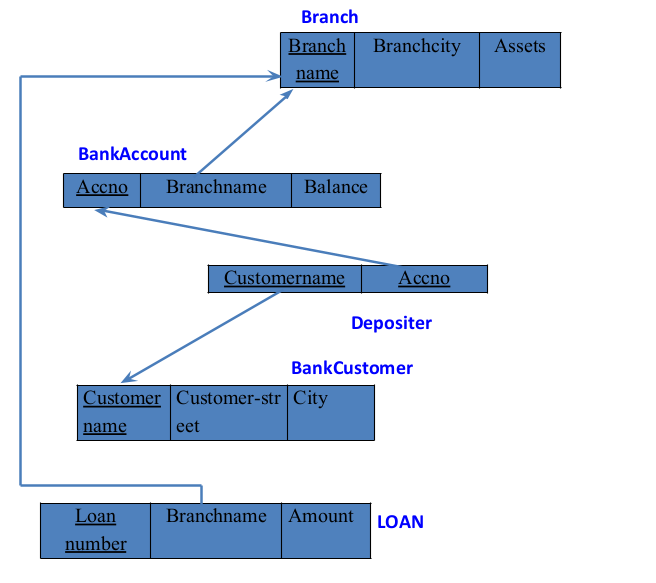 Branch
Branch Branchcity Assets
name
BankAccount
Accno Branchname Balance
Customername Accno
Depositer
BankCustomer
Customer Customer-str City
name eet
Loan Branchname Amount LOAN
number